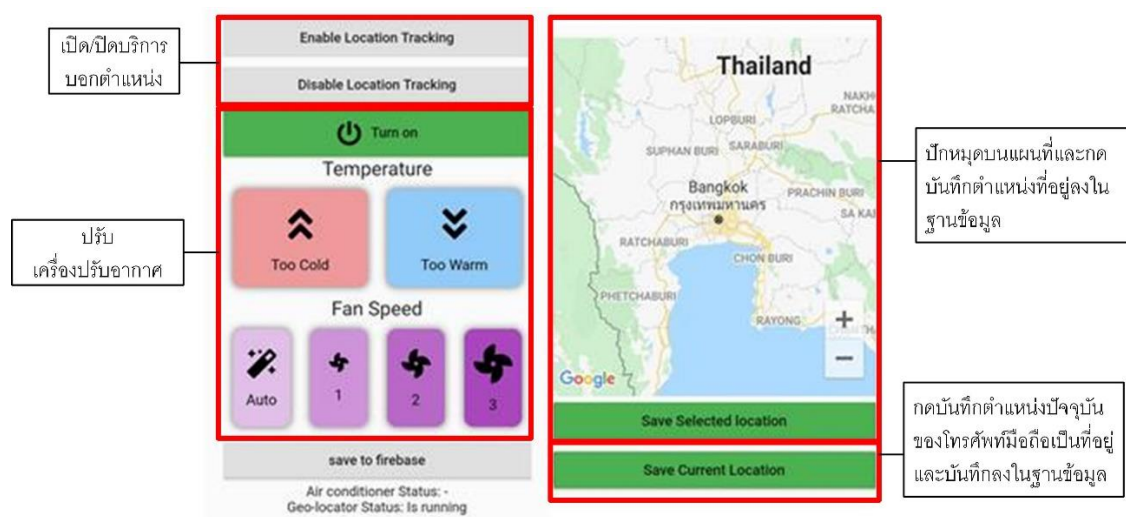 เปิด/ปิดบริการ
บอกตำแหน่ง
ปรับ
เครื่องปรับอากาศ
Enable Location Tracking
Disable Location Tracking
Turn on
Temperature
Too Cold
Too Warm
Fan Speed
Auto
1
2
3
save to firebase
Air conditioner Status: -
Geo-locator Status: Is running
Thailand
NAKH
RATCHA
LOPBURI
SUPHAN BURI
SARABURI
Bangkok
กรุงเทพมหานคร
PRACHIN BURI
SA KA
RATCHABURI
CHON BURI
PHETCHABURI
RAYONG
+
−
Google
Save Selected location
Save Current Location
ปักหมุดบนแผนที่และกด
บันทึกตำแหน่งที่อยู่ลงใน
ฐานข้อมูล
กดบันทึกตำแหน่งปัจจุบัน
ของโทรศัพท์มือถือเป็นที่อยู่
และบันทึกลงในฐานข้อมูล